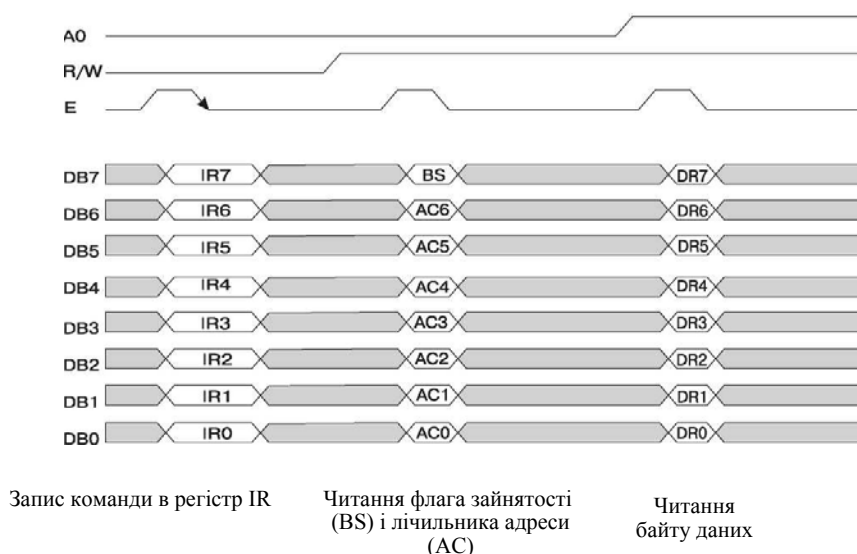 A0
R/W
E
DB7 IR7 BS DR7
DB6 IR6 AC6 DR6
DB5 IR5 AC5 DR5
DB4 IR4 AC4 DR4
DB3 IR3 AC3 DR3
DB2 IR2 AC2 DR2
DB1 IR1 AC1 DR1
DB0 IR0 AC0 DR0
Запис команди в регістр IR
Читання флага зайнятості
(BS) і лічильника адреси
(AC)
Читання
байту даних